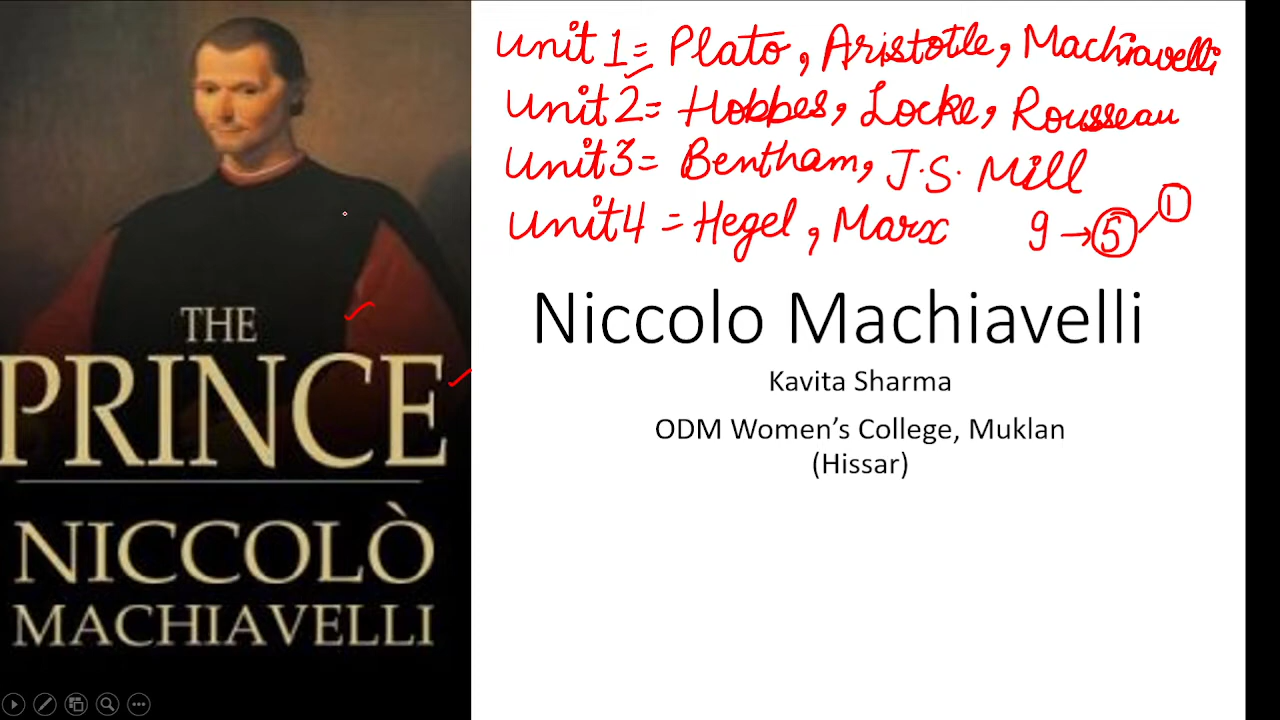 THE
PRINCE
NICCOLÒ
MACHIAVELLI
Unit 1 = Plato, Aristotle, Machiavelli
Unit 2 = Hobbes, Locke, Rousseau
Unit 3 = Bentham, J.S. Mill
Unit 4 = Hegel, Marx 9 → 5 1
Niccolo Machiavelli
Kavita Sharma
ODM Women's College, Muklan
(Hissar)